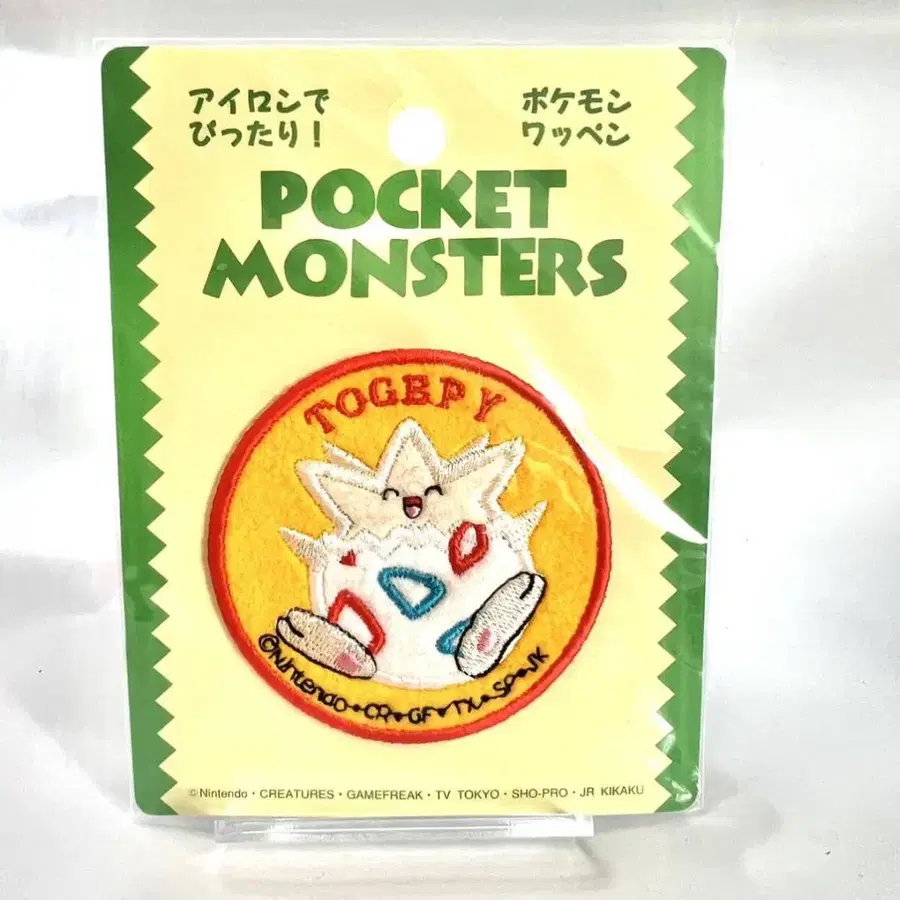 アイロンで
ぴったり！
ポケモン
ワッペン
POCKET
MONSTERS
TOGEPY
©Nintendo•CR•GF•TX•SP•JK
©Nintendo・CREATURES・GAMEFREAK・TV TOKYO・SHO-PRO・JR KIKAKU